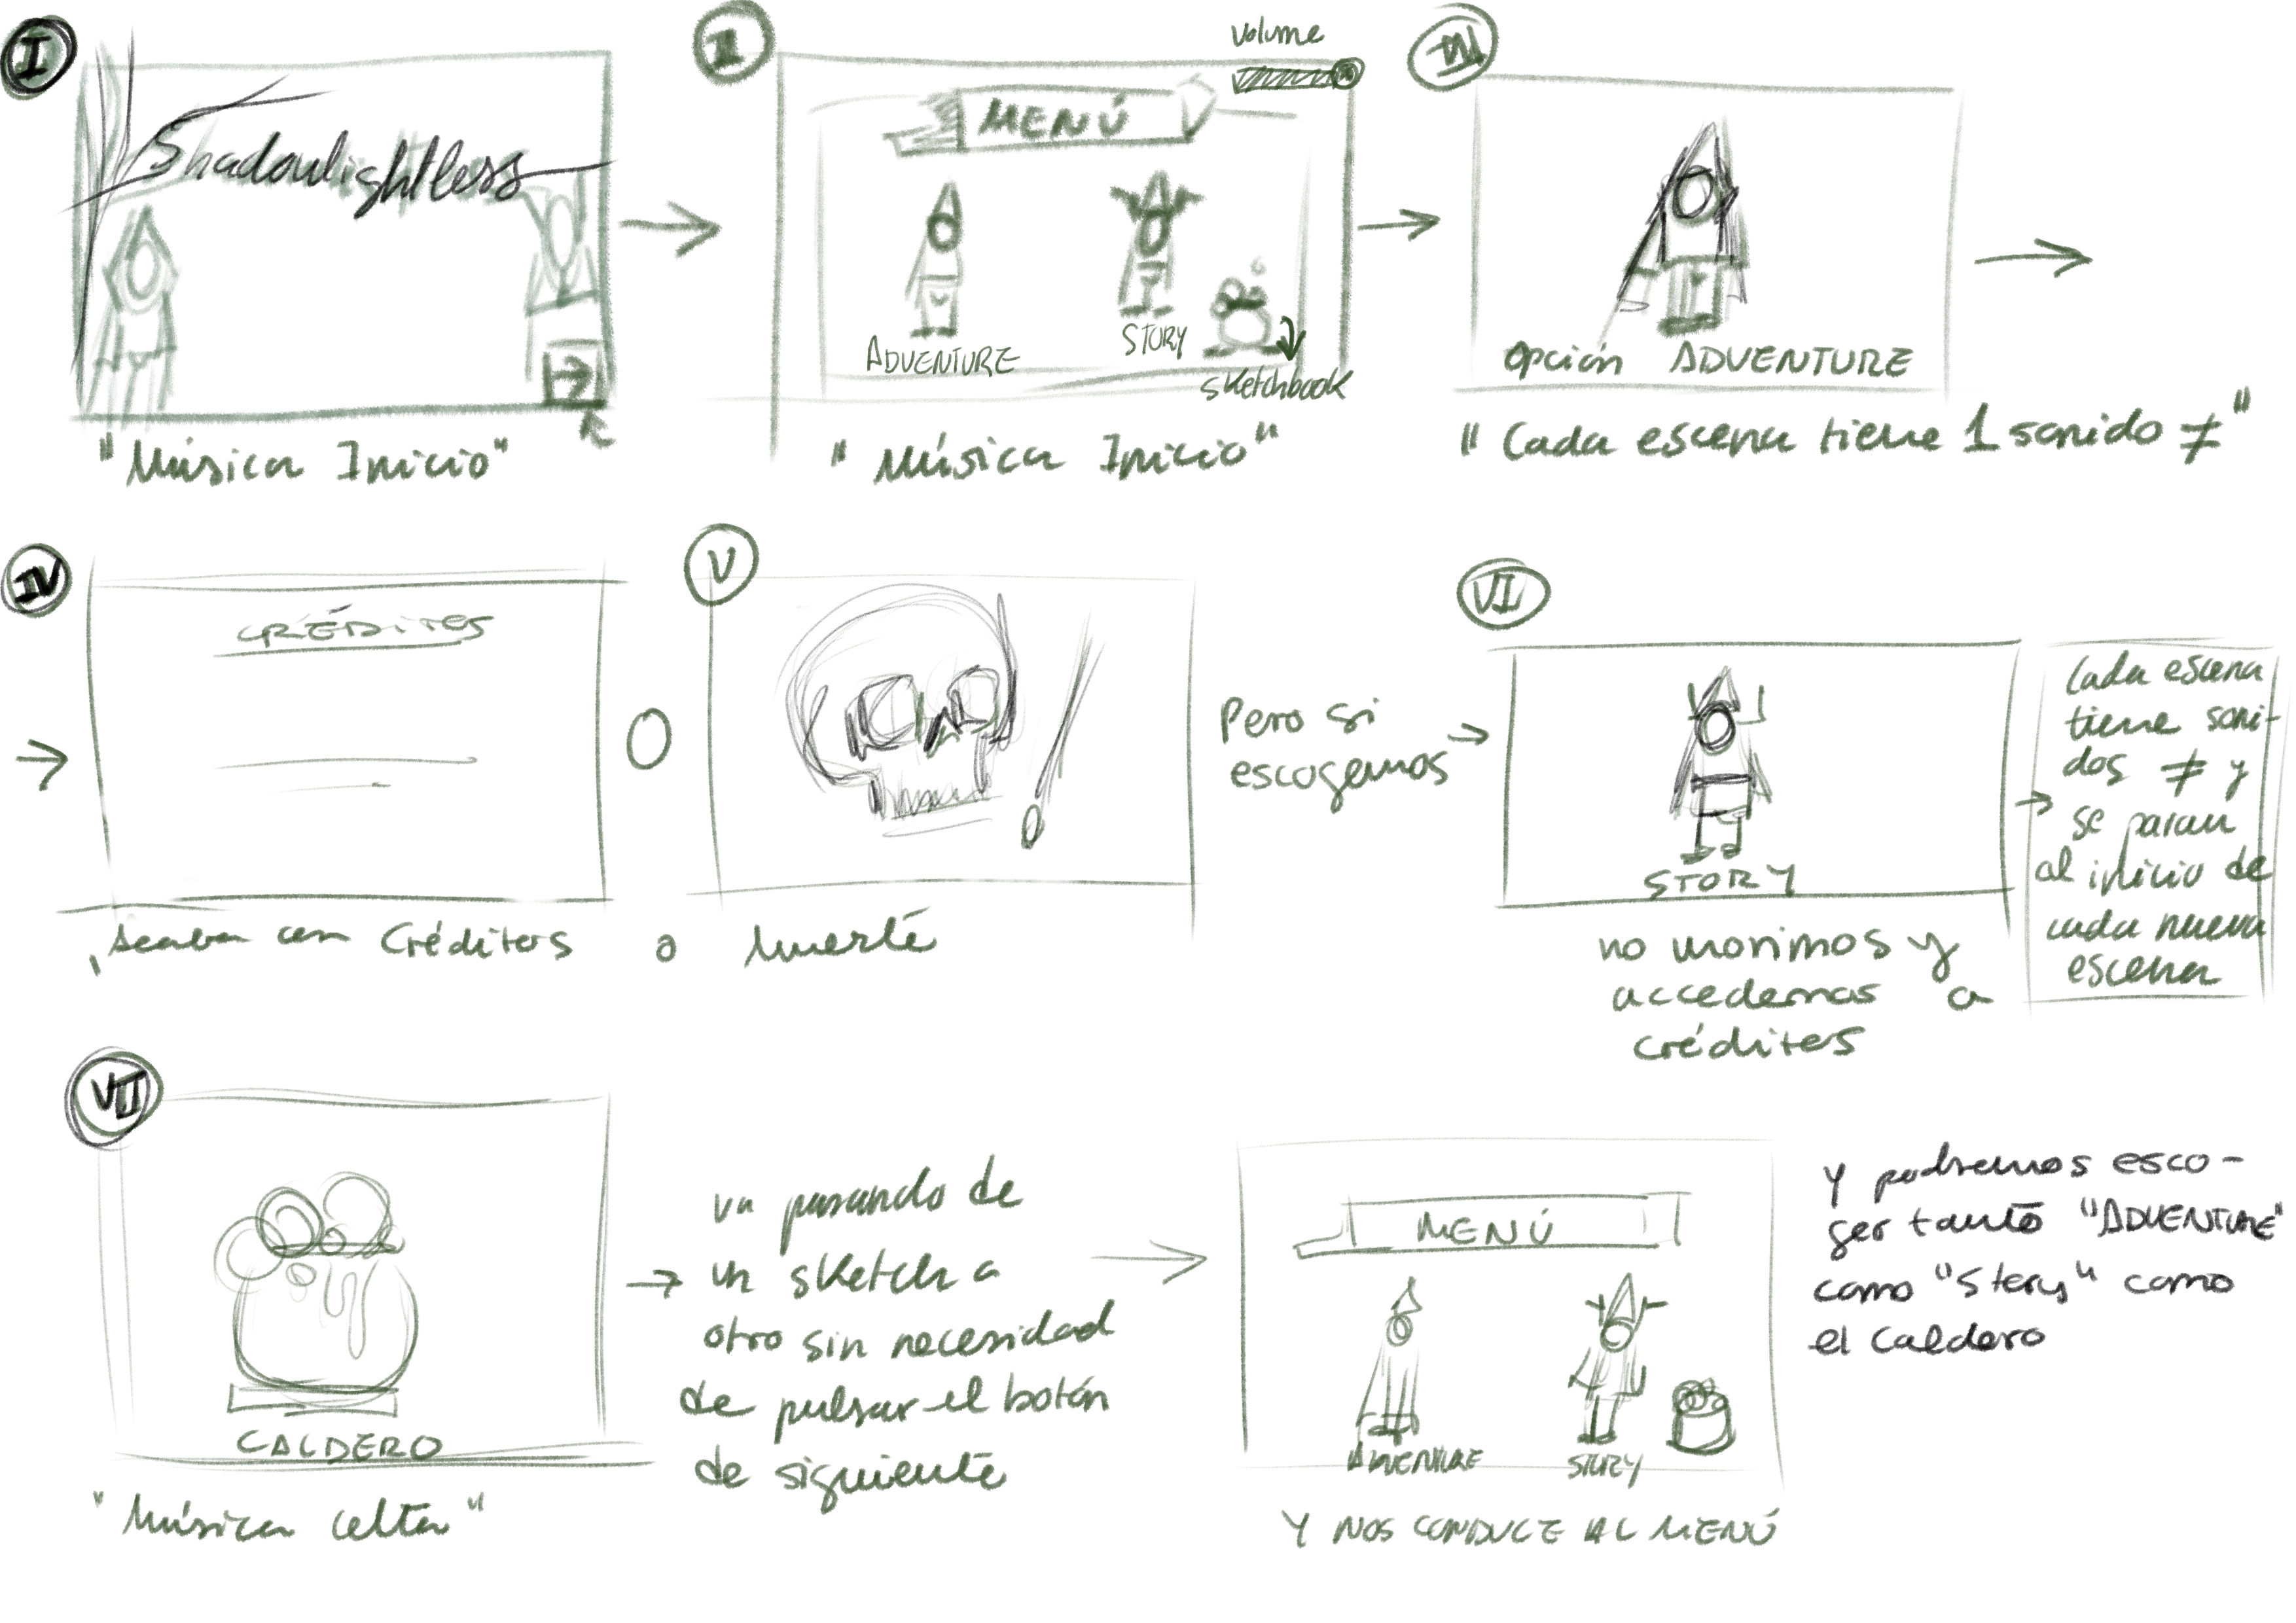 I
Shadowlightless
"Música Inicio"
II
volume
MENÚ
ADVENTURE
STORY
sketchbook
"Música Inicio"
III
Opción ADVENTURE
"Cada escena tiene 1 sonido ≠"
IV
CRÉDITOS
Acaba con Créditos
O
o
V
Muerte
Pero si
escogemos
VI
STORY
no morimos y
accedemos a
créditos
Cada escena
tiene soni-
dos ≠ y
se paran
al inicio de
cada nueva
escena
VII
CALDERO
"Música celta"
va pasando de
un sketch a
otro sin necesidad
de pulsar el botón
de siguiente
MENÚ
ADVENTURE
STORY
Y NOS CONDUCE AL MENÚ
Y podremos esco-
ger tanto "ADVENTURE"
como "Story" como
el caldero